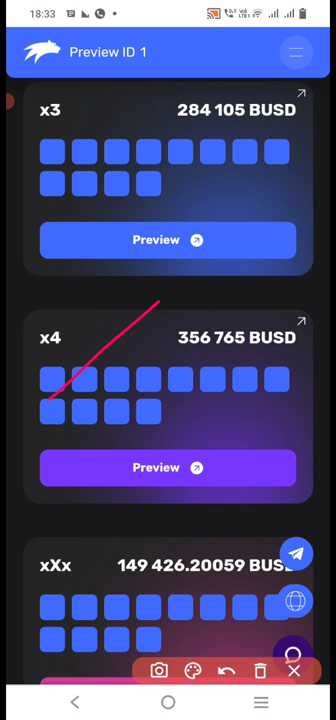 18:33
Preview ID 1
x3 284 105 BUSD
Preview
x4 356 765 BUSD
Preview
xXx 149 426.20059 BUSD